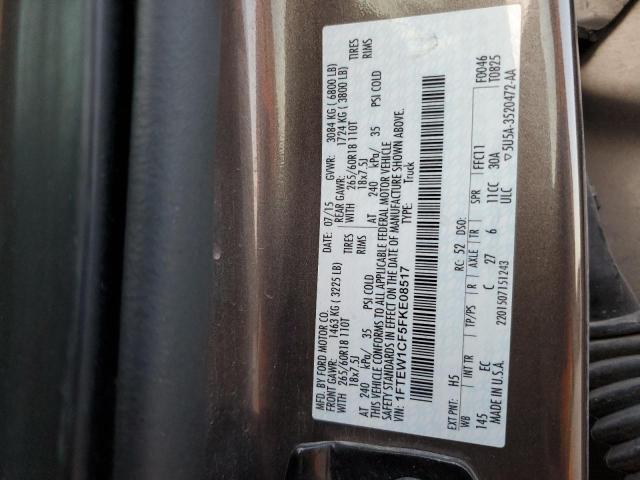 MFD. BY FORD MOTOR CO. DATE: 07/15 GVWR: 3084 KG (6800 LB)
FRONT GAWR: 1463 KG (3225 LB) REAR GAWR: 1724 KG (3800 LB)
265/60R18 110T TIRES WITH 265/60R18 110T TIRES
18x7.5J RIMS 18x7.5J RIMS
AT 240 kPa/ 35 PSI COLD AT 240 kPa/ 35 PSI COLD
THIS VEHICLE CONFORMS TO ALL APPLICABLE FEDERAL MOTOR VEHICLE
SAFETY STANDARDS IN EFFECT ON THE DATE OF MANUFACTURE SHOWN ABOVE.
VIN: 1FTEW1CF5FKE08517 TYPE: Truck
EXT PNT: H5 RC: 52 DSO: F0046
WB INT TR TP/PS R AXLE TR SPR FFC11 T0825
145 EC C 27 6 11CC 30A
MADE IN U.S.A. 2201507151243 ULC ▽5U5A-3520472-AA